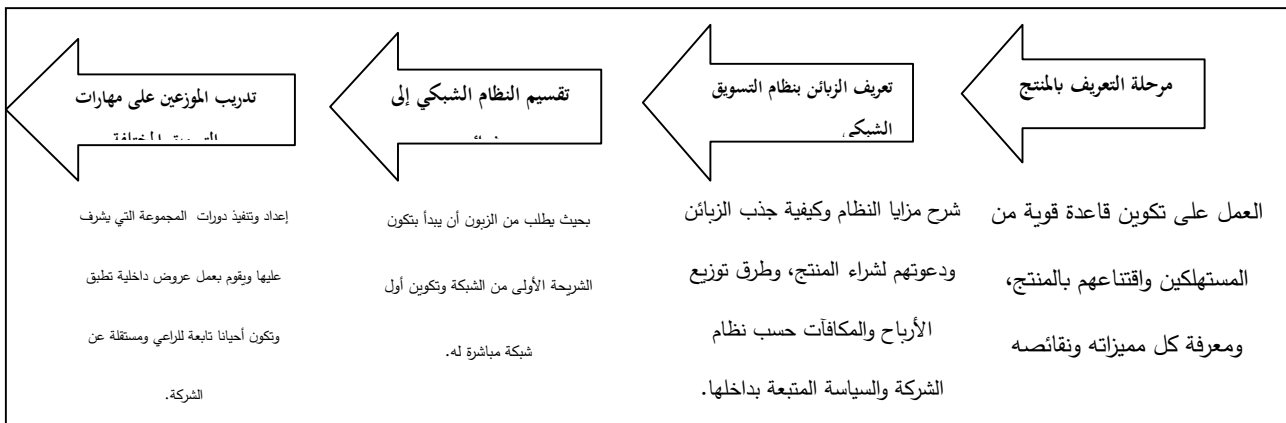 مرحلة التعريف بالمنتج
العمل على تكوين قاعدة قوية من
المستهلكين واقتناعهم بالمنتج،
ومعرفة كل مميزاته ونقائصه
تعريف الزبائن بنظام التسويق
الشبكي
شرح مزايا النظام وكيفية جذب الزبائن
ودعوتهم لشراء المنتج، وطرق توزيع
الأرباح والمكافآت حسب نظام
الشركة والسياسة المتبعة بداخلها.
تقسيم النظام الشبكي إلى
بحيث يطلب من الزبون أن يبدأ بتكون
الشريحة الأولى من الشبكة وتكوين أول
شبكة مباشرة له.
تدريب الموزعين على مهارات
إعداد وتنفيذ دورات المجموعة التي يشرف
عليها ويقوم بعمل عروض داخلية تطبق
وتكون أحيانا تابعة للراعي ومستقلة عن
الشركة.